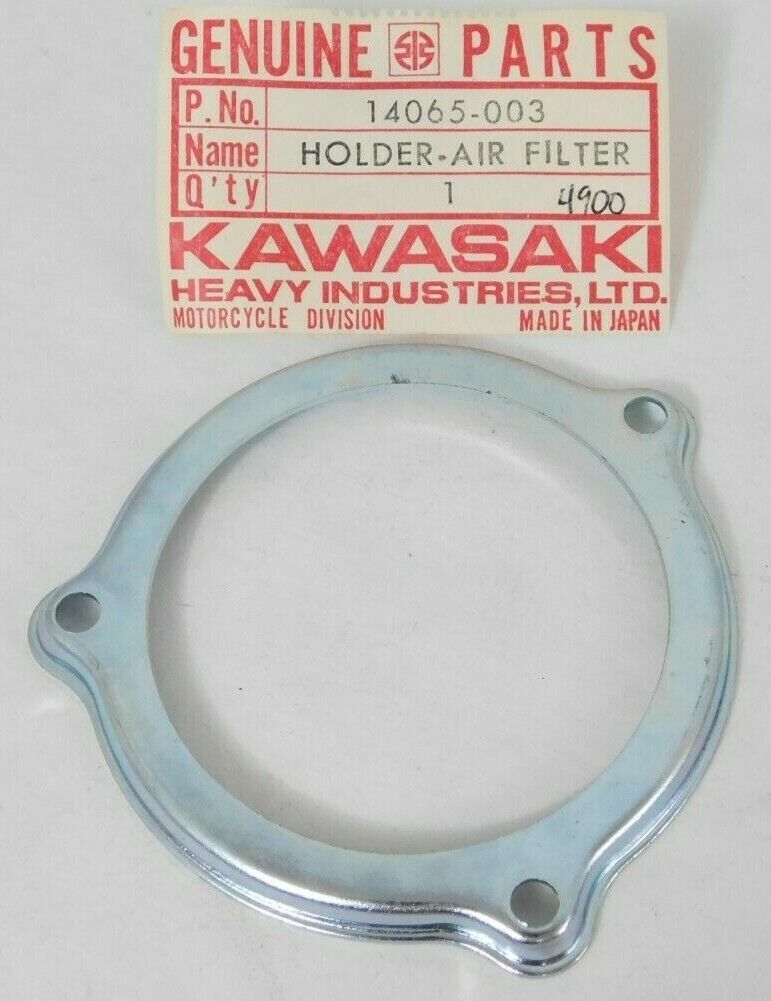 GENUINE PARTS
P. No. 14065-003
Name HOLDER-AIR FILTER
Q'ty 1 4900
KAWASAKI
HEAVY INDUSTRIES, LTD.
MOTORCYCLE DIVISION MADE IN JAPAN